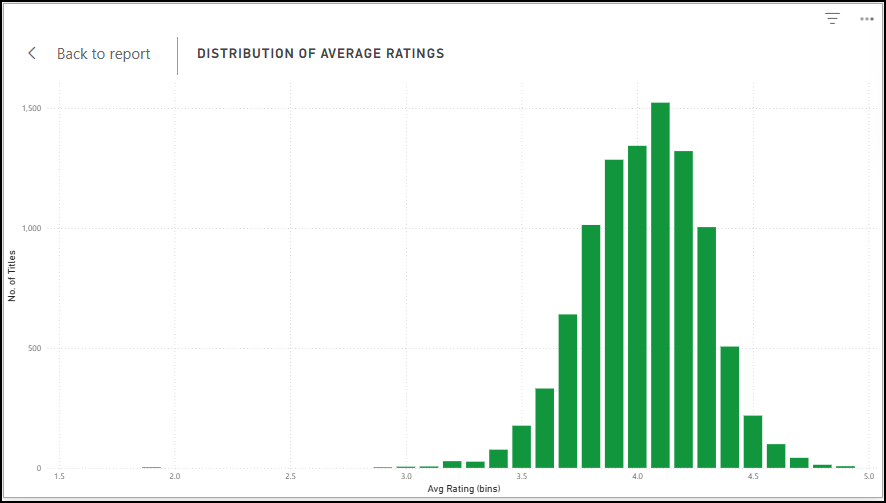 Back to report
DISTRIBUTION OF AVERAGE RATINGS
1,500
1,000
500
0
No. of Titles
1.5 2.0 2.5 3.0 3.5 4.0 4.5 5.0
Avg Rating (bins)